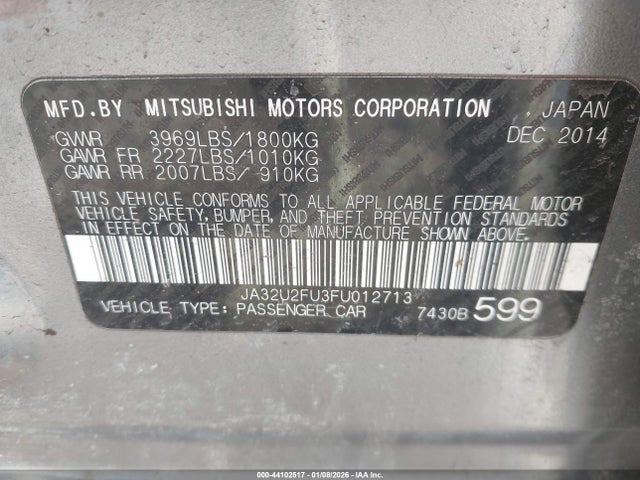 MFD.BY MITSUBISHI MOTORS CORPORATION, JAPAN
GVWR 3969LBS/1800KG DEC 2014
GAWR FR 2227LBS/1010KG
GAWR RR 2007LBS/ 910KG
THIS VEHICLE CONFORMS TO ALL APPLICABLE FEDERAL MOTOR
VEHICLE SAFETY, BUMPER, AND THEFT PREVENTION STANDARDS
IN EFFECT ON THE DATE OF MANUFACTURE SHOWN ABOVE.
JA32U2FU3FU012713
VEHICLE TYPE: PASSENGER CAR 7430B 599
000-44102517 | 01/08/2026 - IAA, Inc.